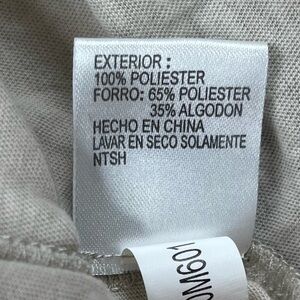 EXTERIOR :
100% POLIESTER
FORRO: 65% POLIESTER
35% ALGODON
HECHO EN CHINA
LAVAR EN SECO SOLAMENTE
NTSH